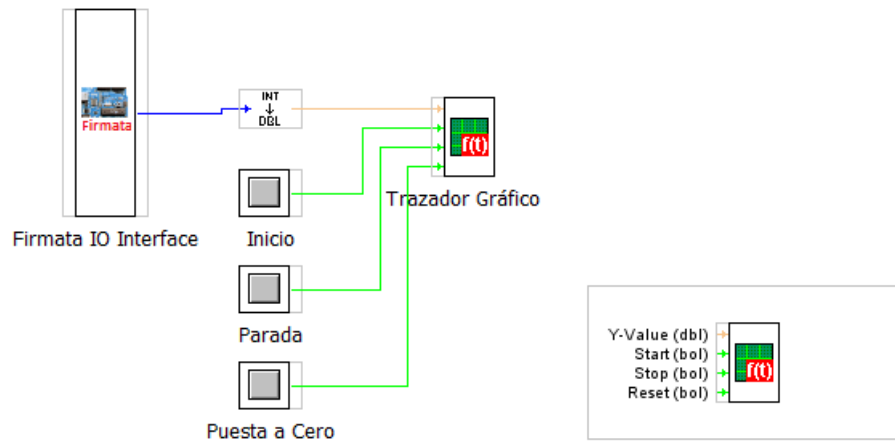 Firmata
INT
DBL
f(t)
Firmata IO Interface
Inicio
Trazador Gráfico
Parada
Puesta a Cero
Y-Value (dbl)
Start (bol)
Stop (bol)
Reset (bol)
f(t)